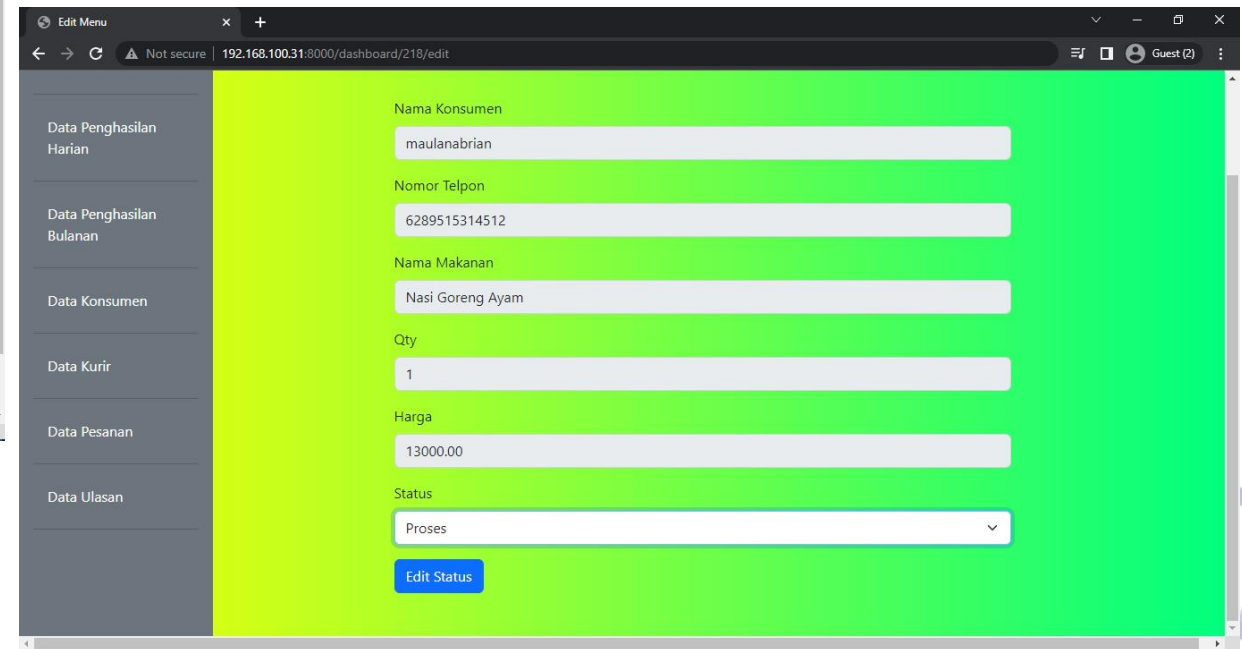 Edit Menu
Not secure
192.168.100.31:8000/dashboard/218/edit
Guest (2)
Data Penghasilan
Harian
Data Penghasilan
Bulanan
Data Konsumen
Data Kurir
Data Pesanan
Data Ulasan
Nama Konsumen
maulanabrian
Nomor Telpon
6289515314512
Nama Makanan
Nasi Goreng Ayam
Qty
1
Harga
13000.00
Status
Proses
Edit Status